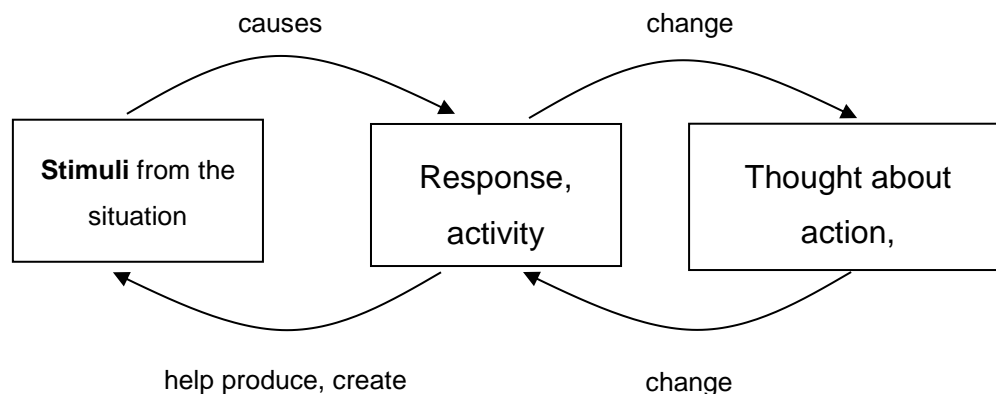 causes
change
Stimuli from the
situation
Response,
activity
Thought about
action,
help produce, create
change